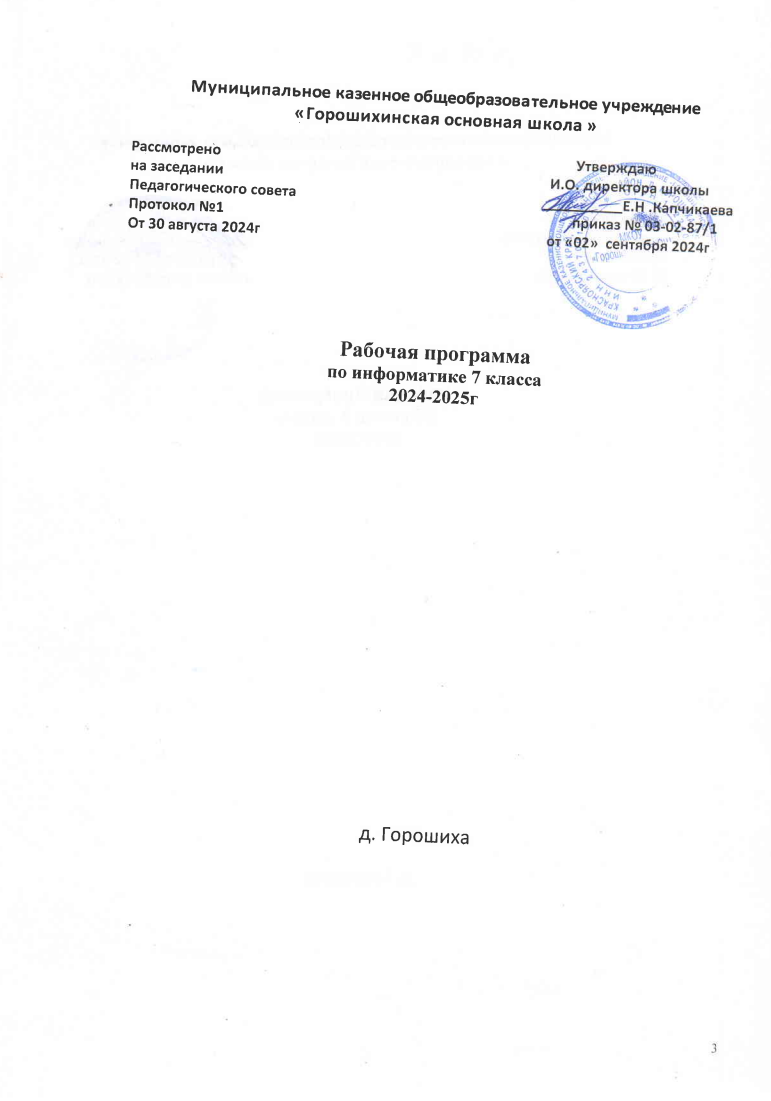 Муниципальное казенное общеобразовательное учреждение
«Горошихинская основная школа »
Рассмотрено
на заседании
Педагогического совета
Протокол №1
От 30 августа 2024г
Утверждаю
И.О. директора школы
__________Е.Н .Капчикаева
приказ № 03-02-87/1
от «02» сентября 2024г
Рабочая программа
по информатике 7 класса
2024-2025г
д. Горошиха
3